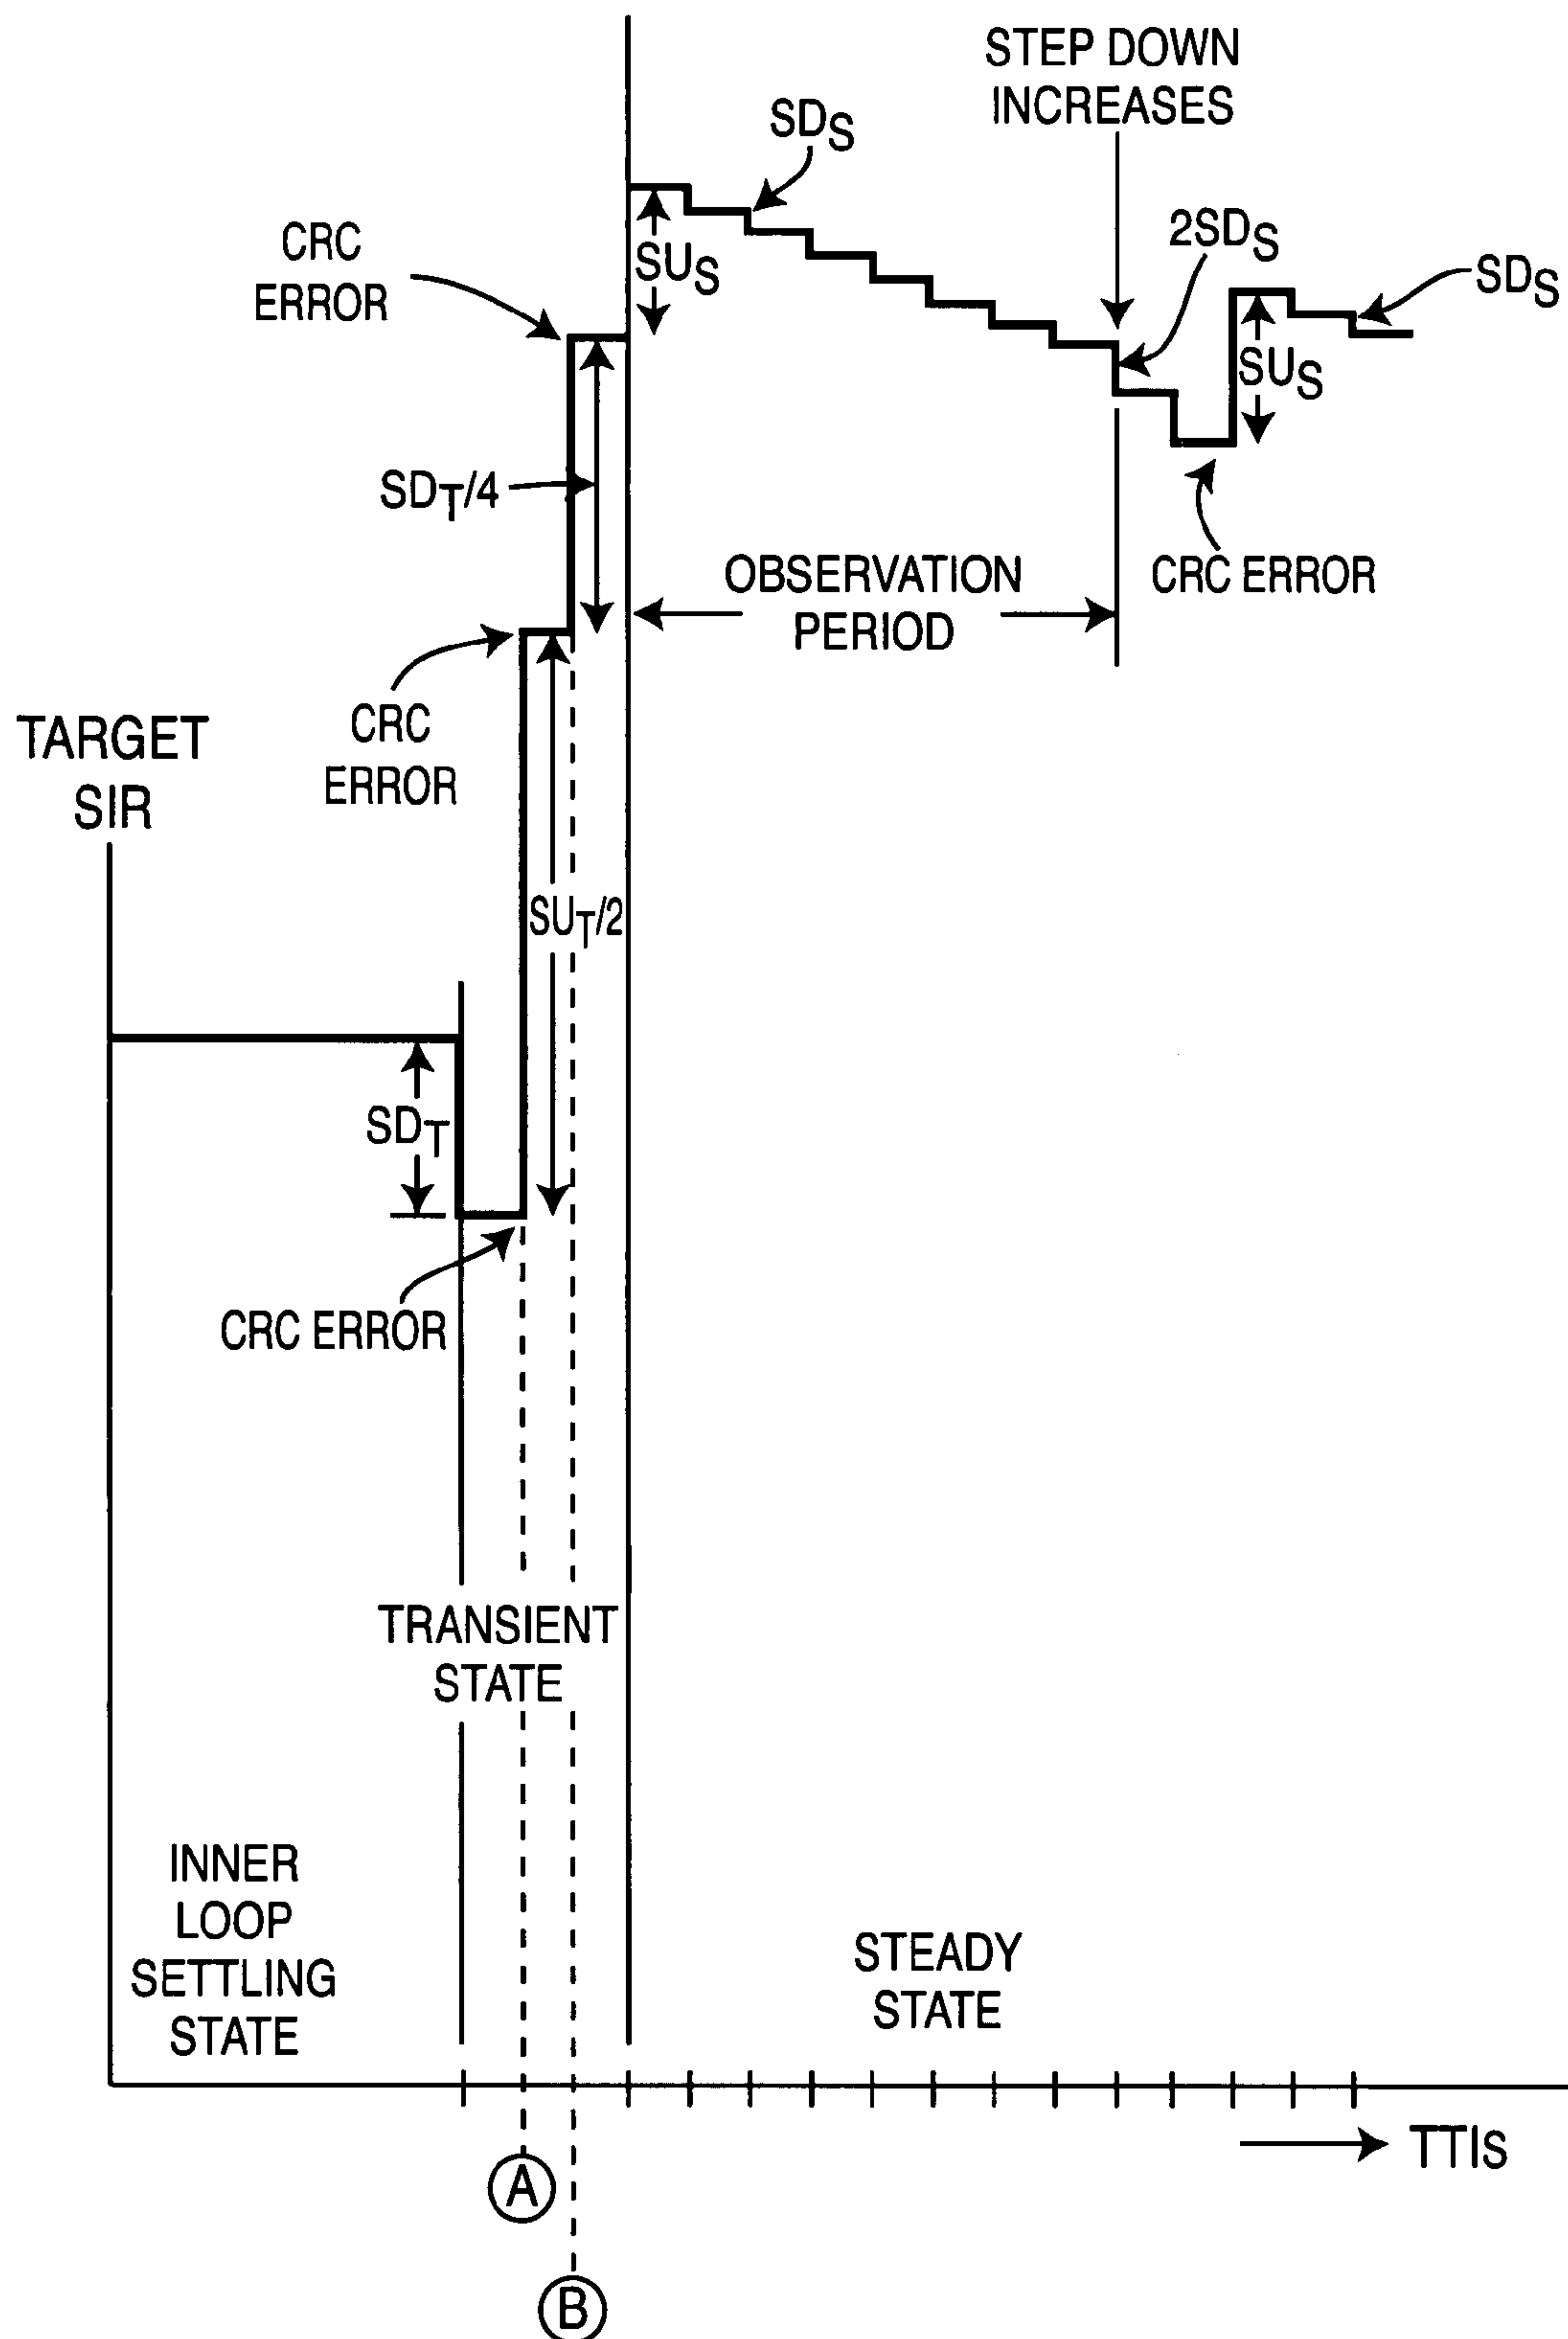 STEP DOWN
INCREASES
SDS
CRC
ERROR
SUS
2SDS
SDS
SUS
SDT/4
OBSERVATION
PERIOD
CRC ERROR
CRC
ERROR
TARGET
SIR
SUT/2
SDT
CRC ERROR
TRANSIENT
STATE
INNER
LOOP
SETTLING
STATE
STEADY
STATE
TTIs
A
B